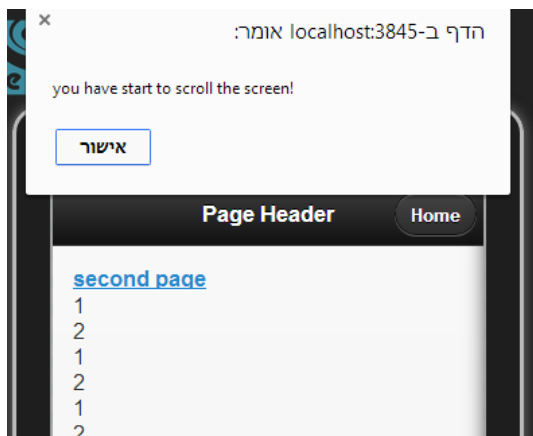 הדף ב-localhost:3845 אומר:
you have start to scroll the screen!
אישור
Page Header
Home
second page
1
2
1
2
1
2